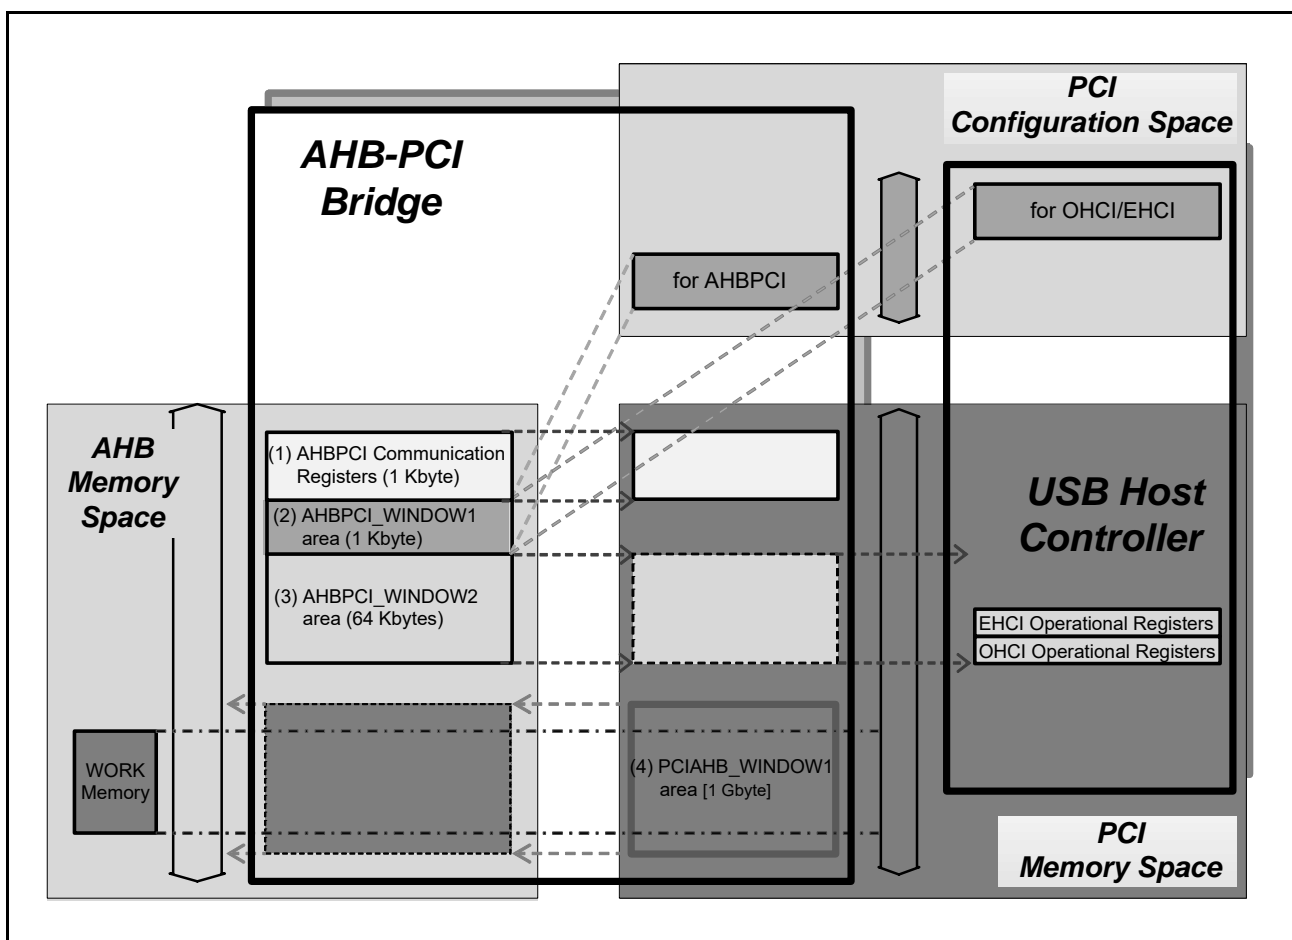 PCI
Configuration Space
AHB-PCI
Bridge
for OHCI/EHCI
for AHBPCI
AHB
Memory
Space
(1) AHBPCI Communication
Registers (1 Kbyte)
(2) AHBPCI_WINDOW1
area (1 Kbyte)
(3) AHBPCI_WINDOW2
area (64 Kbytes)
USB Host
Controller
EHCI Operational Registers
OHCI Operational Registers
WORK
Memory
(4) PCIAHB_WINDOW1
area [1 Gbyte]
PCI
Memory Space